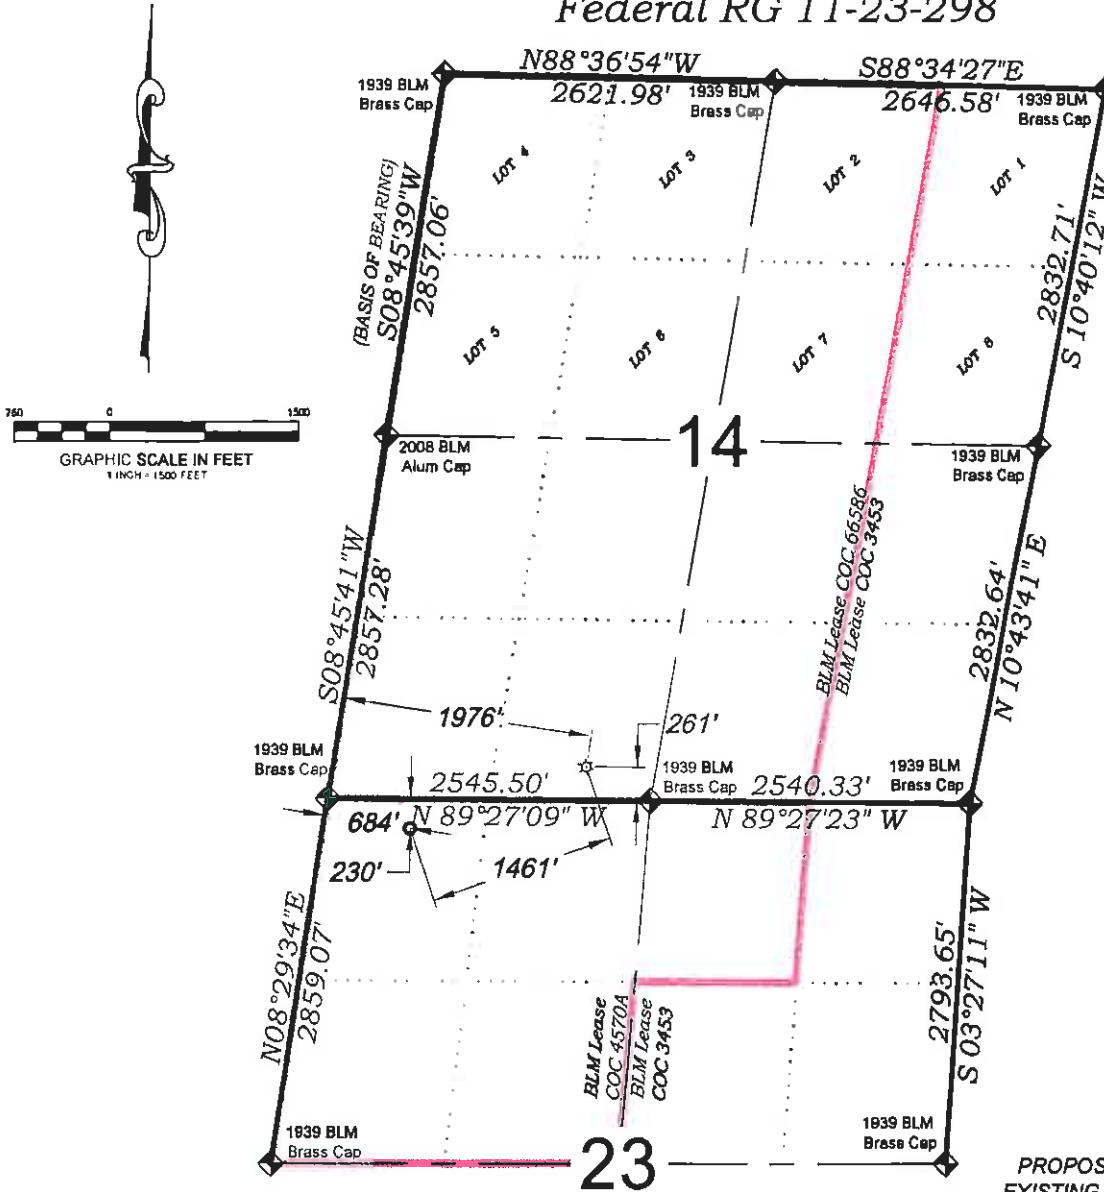 Federal RG 11-23-298
N88°36'54"W
2621.98'
S88°34'27"E
2646.58'
1939 BLM
Brass Cap
1939 BLM
Brass Cap
1939 BLM
Brass Cap
LOT 4
LOT 3
LOT 2
LOT 1
(BASIS OF BEARING)
S08°45'39"W
2857.06'
2832.71'
S 10°40'12" W
LOT 5
LOT 6
LOT 7
LOT 8
750 0 1500
GRAPHIC SCALE IN FEET
1 INCH = 1500 FEET
2008 BLM
Alum Cap
14
1939 BLM
Brass Cap
BLM Lease COC 66586
BLM Lease COC 3453
S08°45'41"W
2857.28'
2832.64'
N 10°43'41" E
1976'
261'
1939 BLM
Brass Cap
2545.50'
N 89°27'09" W
1939 BLM
Brass Cap
2540.33'
N 89°27'23" W
1939 BLM
Brass Cap
684'
230'
1461'
N08°29'34"E
2859.07'
2793.65'
S 03°27'11" W
BLM Lease
COC 4570A
BLM Lease
COC 3453
1939 BLM
Brass Cap
23
1939 BLM
Brass Cap
PROPOS
EXISTING